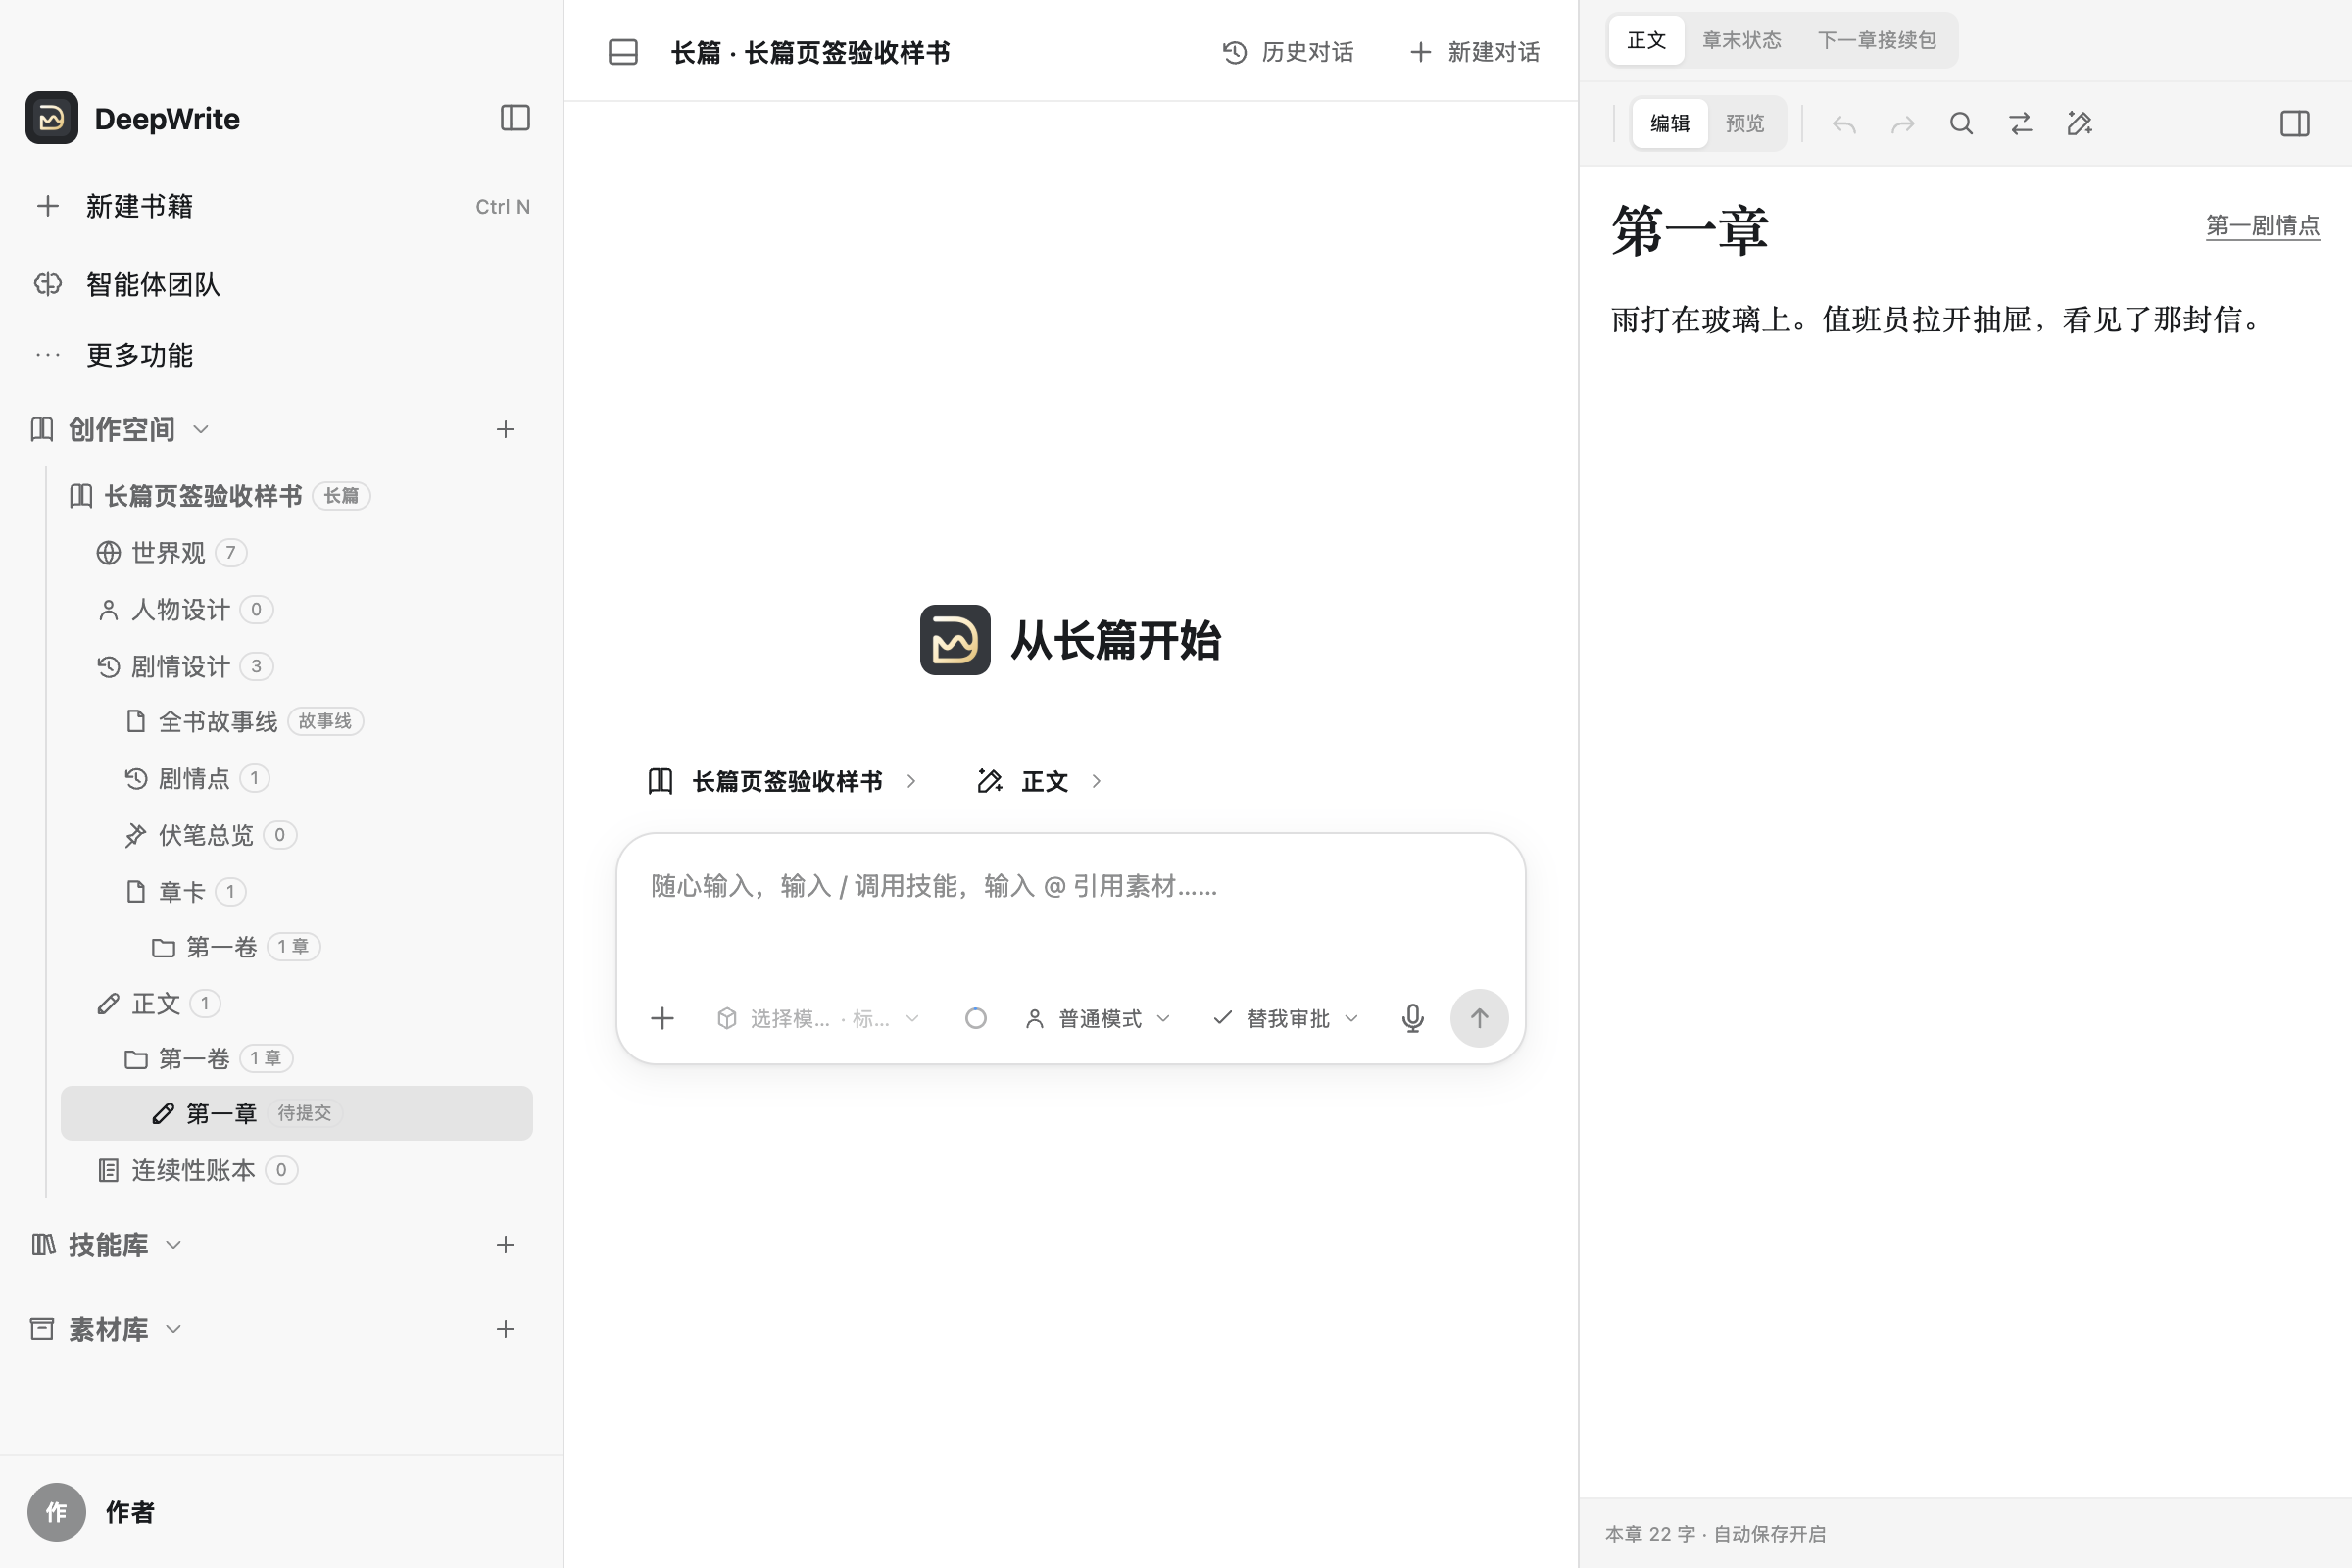 DeepWrite
新建书籍 Ctrl N
智能体团队
更多功能
创作空间
长篇页签验收样书 长篇
世界观 7
人物设计 0
剧情设计 3
全书故事线 故事线
剧情点 1
伏笔总览 0
章卡 1
第一卷 1 章
正文 1
第一卷 1 章
第一章 待提交
连续性账本 0
技能库
素材库
作 作者
长篇 · 长篇页签验收样书 历史对话 新建对话
从长篇开始
长篇页签验收样书 正文
随心输入，输入 / 调用技能，输入 @ 引用素材……
选择模... · 标... 普通模式 替我审批
正文 章末状态 下一章接续包
编辑 预览
第一章 第一剧情点
雨打在玻璃上。值班员拉开抽屉，看见了那封信。
本章 22 字 · 自动保存开启